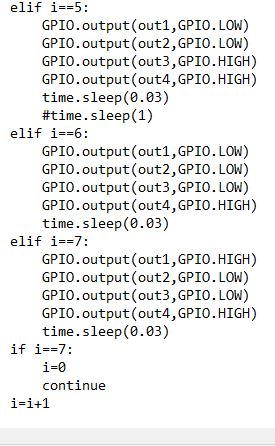 elif i==5:
GPIO.output(out1,GPIO.LOW)
GPIO.output(out2,GPIO.LOW)
GPIO.output(out3,GPIO.HIGH)
GPIO.output(out4,GPIO.HIGH)
time.sleep(0.03)
#time.sleep(1)
elif i==6:
GPIO.output(out1,GPIO.LOW)
GPIO.output(out2,GPIO.LOW)
GPIO.output(out3,GPIO.LOW)
GPIO.output(out4,GPIO.HIGH)
time.sleep(0.03)
elif i==7:
GPIO.output(out1,GPIO.HIGH)
GPIO.output(out2,GPIO.LOW)
GPIO.output(out3,GPIO.LOW)
GPIO.output(out4,GPIO.HIGH)
time.sleep(0.03)
if i==7:
i=0
continue
i=i+1